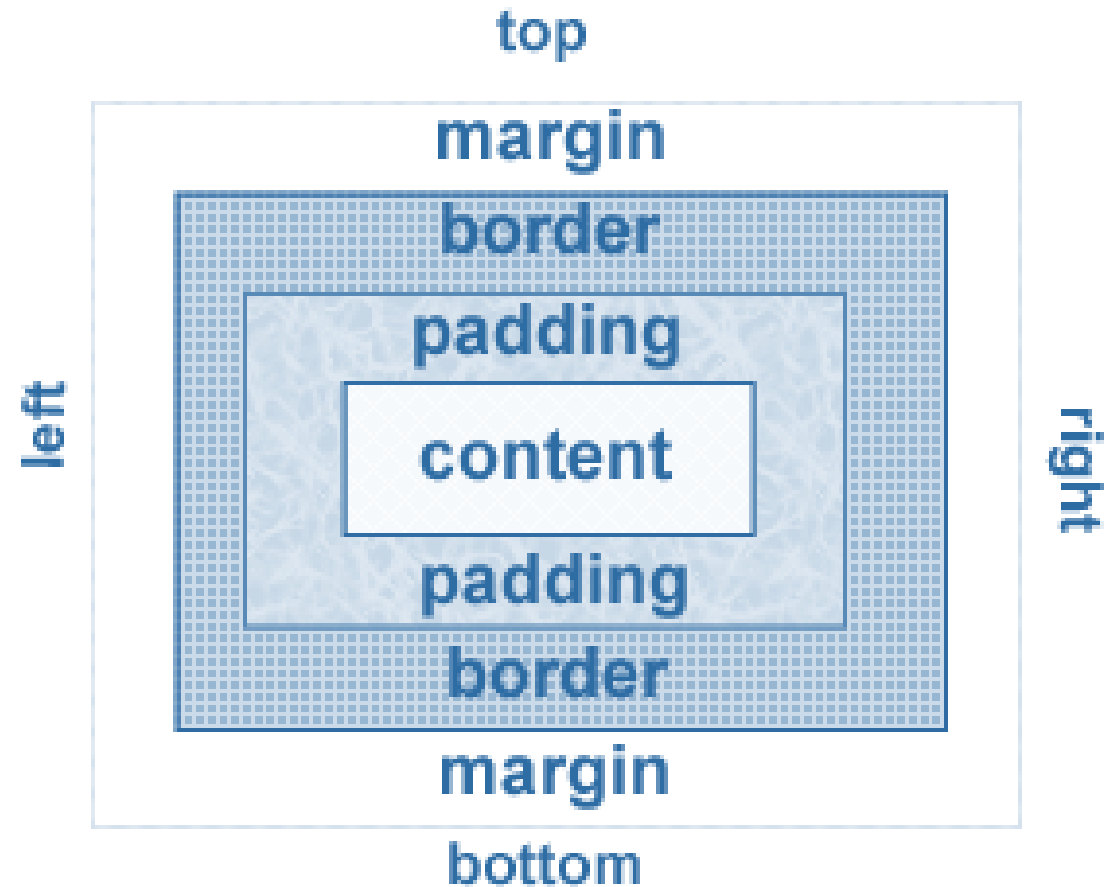 top
margin
border
padding
left
content
right
padding
border
margin
bottom